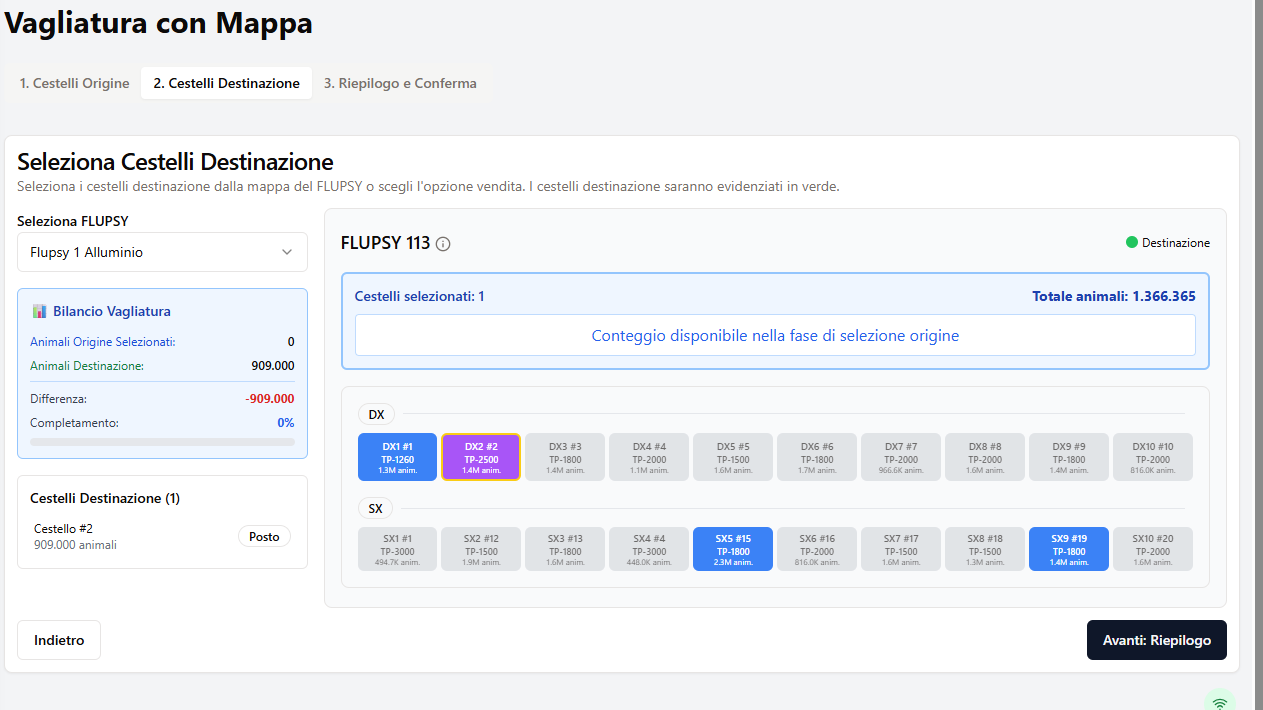 Vagliatura con Mappa
1. Cestelli Origine 2. Cestelli Destinazione 3. Riepilogo e Conferma
Seleziona Cestelli Destinazione
Seleziona i cestelli destinazione dalla mappa del FLUPSY o scegli l'opzione vendita. I cestelli destinazione saranno evidenziati in verde.
Seleziona FLUPSY
Flupsy 1 Alluminio
Bilancio Vagliatura
Animali Origine Selezionati: 0
Animali Destinazione: 909.000
Differenza: -909.000
Completamento: 0%
Cestelli Destinazione (1)
Cestello #2
909.000 animali
Posto
FLUPSY 113
Destinazione
Cestelli selezionati: 1 Totale animali: 1.366.365
Conteggio disponibile nella fase di selezione origine
DX
DX1 #1 DX2 #2 DX3 #3 DX4 #4 DX5 #5 DX6 #6 DX7 #7 DX8 #8 DX9 #9 DX10 #10
TP-1260 TP-2500 TP-1800 TP-2000 TP-1500 TP-1800 TP-2000 TP-2000 TP-1800 TP-2000
1.3M anim. 1.4M anim. 1.4M anim. 1.1M anim. 1.6M anim. 1.7M anim. 966.6K anim. 1.6M anim. 1.4M anim. 816.0K anim.
SX
SX1 #1 SX2 #12 SX3 #13 SX4 #4 SX5 #15 SX6 #16 SX7 #17 SX8 #18 SX9 #19 SX10 #20
TP-3000 TP-1500 TP-1800 TP-3000 TP-1800 TP-2000 TP-1500 TP-1500 TP-1800 TP-2000
494.7K anim. 1.9M anim. 1.6M anim. 448.0K anim. 2.3M anim. 816.0K anim. 1.6M anim. 1.3M anim. 1.4M anim. 1.6M anim.
Indietro
Avanti: Riepilogo